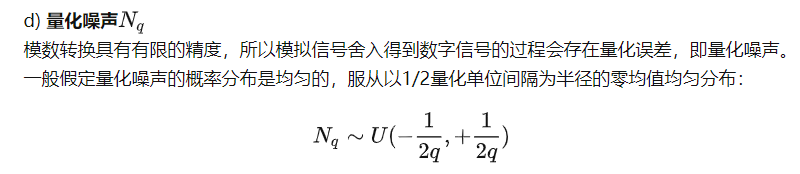 d) 量化噪声N_q
模数转换具有有限的精度，所以模拟信号舍入得到数字信号的过程会存在量化误差，即量化噪声。
一般假定量化噪声的概率分布是均匀的，服从以1/2量化单位间隔为半径的零均值均匀分布：
N_q ∼ U(−1/2q, +1/2q)